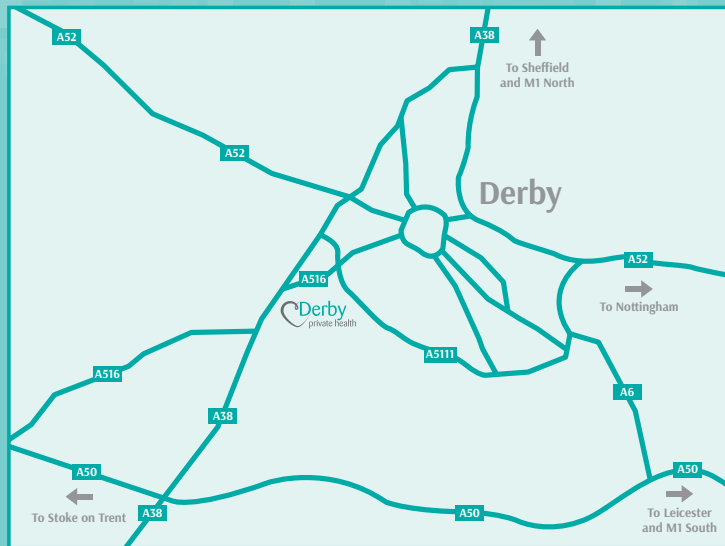 A52
A38
To Sheffield
and M1 North
A52
Derby
A52
A516
To Nottingham
Derby
private health
A5111
A516
A6
A38
A50
A50
To Stoke on Trent
A38
A50
To Leicester
and M1 South